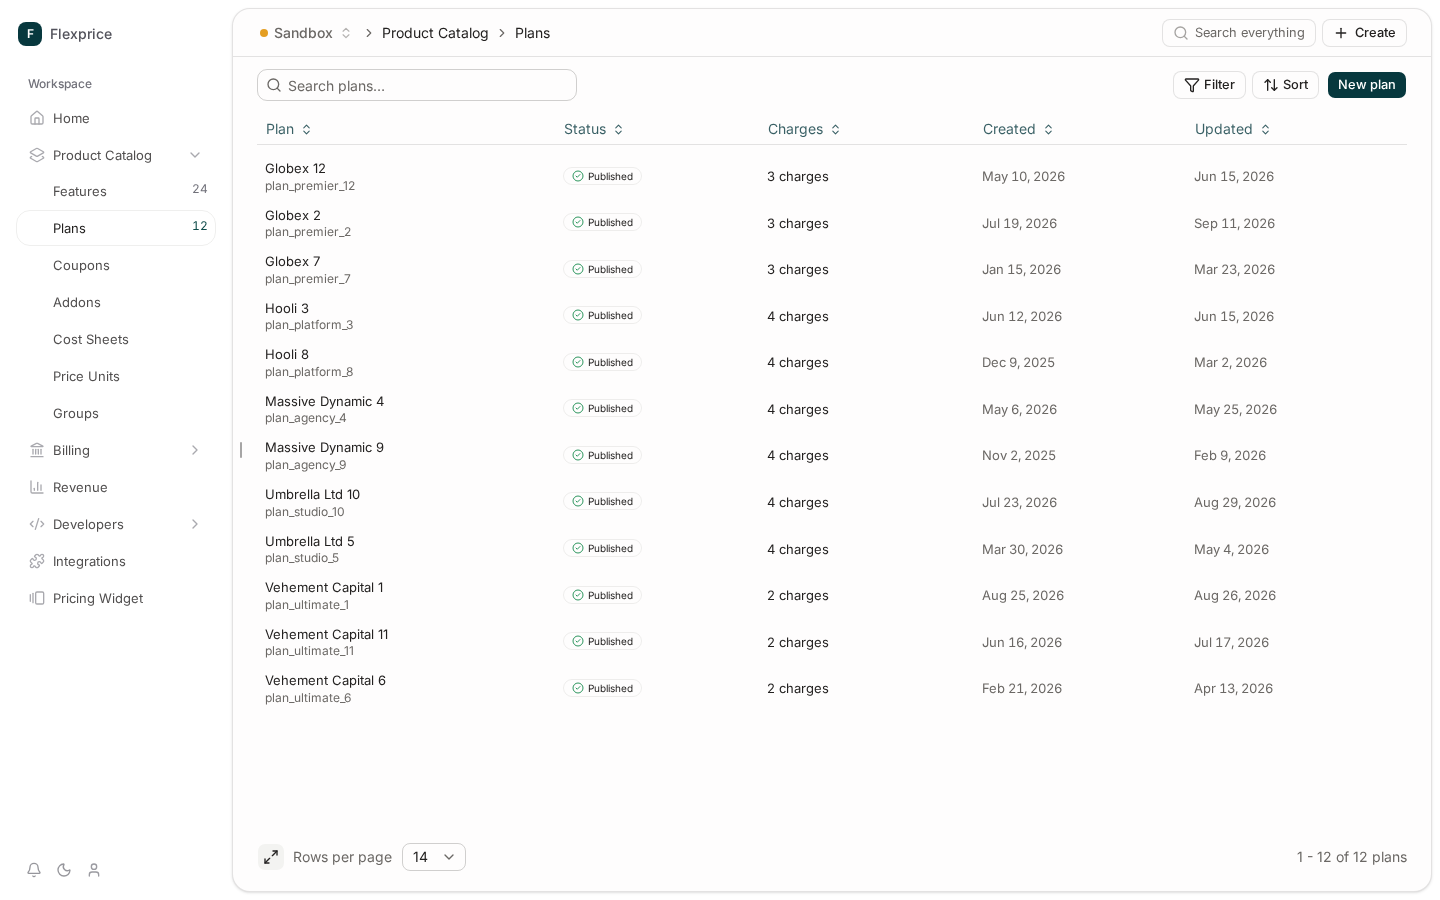 F Flexprice
Workspace
Home
Product Catalog
Features 24
Plans 12
Coupons
Addons
Cost Sheets
Price Units
Groups
Billing
Revenue
Developers
Integrations
Pricing Widget
Sandbox Product Catalog Plans
Search everything
Create
Search plans...
Filter
Sort
New plan
Plan Status Charges Created Updated
Globex 12
plan_premier_12
Published 3 charges May 10, 2026 Jun 15, 2026
Globex 2
plan_premier_2
Published 3 charges Jul 19, 2026 Sep 11, 2026
Globex 7
plan_premier_7
Published 3 charges Jan 15, 2026 Mar 23, 2026
Hooli 3
plan_platform_3
Published 4 charges Jun 12, 2026 Jun 15, 2026
Hooli 8
plan_platform_8
Published 4 charges Dec 9, 2025 Mar 2, 2026
Massive Dynamic 4
plan_agency_4
Published 4 charges May 6, 2026 May 25, 2026
Massive Dynamic 9
plan_agency_9
Published 4 charges Nov 2, 2025 Feb 9, 2026
Umbrella Ltd 10
plan_studio_10
Published 4 charges Jul 23, 2026 Aug 29, 2026
Umbrella Ltd 5
plan_studio_5
Published 4 charges Mar 30, 2026 May 4, 2026
Vehement Capital 1
plan_ultimate_1
Published 2 charges Aug 25, 2026 Aug 26, 2026
Vehement Capital 11
plan_ultimate_11
Published 2 charges Jun 16, 2026 Jul 17, 2026
Vehement Capital 6
plan_ultimate_6
Published 2 charges Feb 21, 2026 Apr 13, 2026
Rows per page 14
1 - 12 of 12 plans